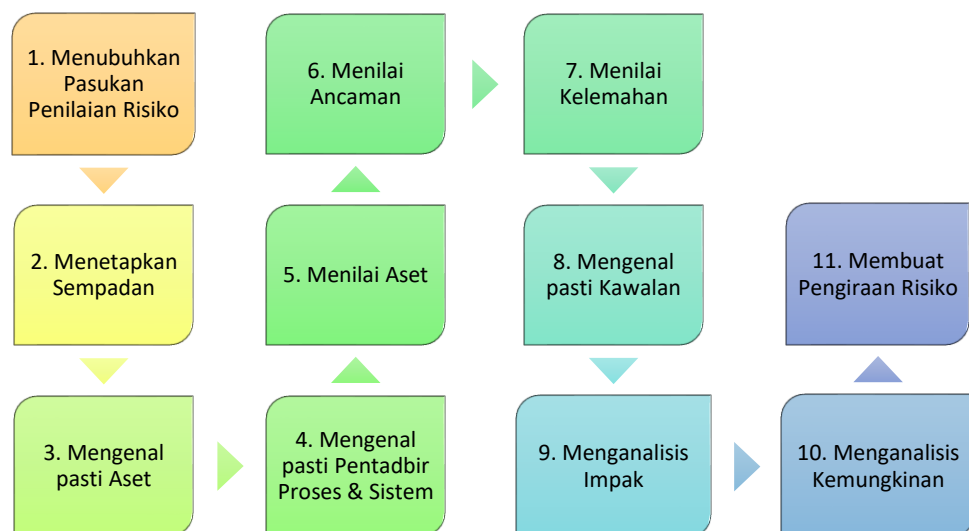 1. Menubuhkan
Pasukan
Penilaian Risiko
2. Menetapkan
Sempadan
3. Mengenal
pasti Aset
4. Mengenal
pasti Pentadbir
Proses & Sistem
5. Menilai Aset
6. Menilai
Ancaman
7. Menilai
Kelemahan
8. Mengenal
pasti Kawalan
9. Menganalisis
Impak
10. Menganalisis
Kemungkinan
11. Membuat
Pengiraan Risiko